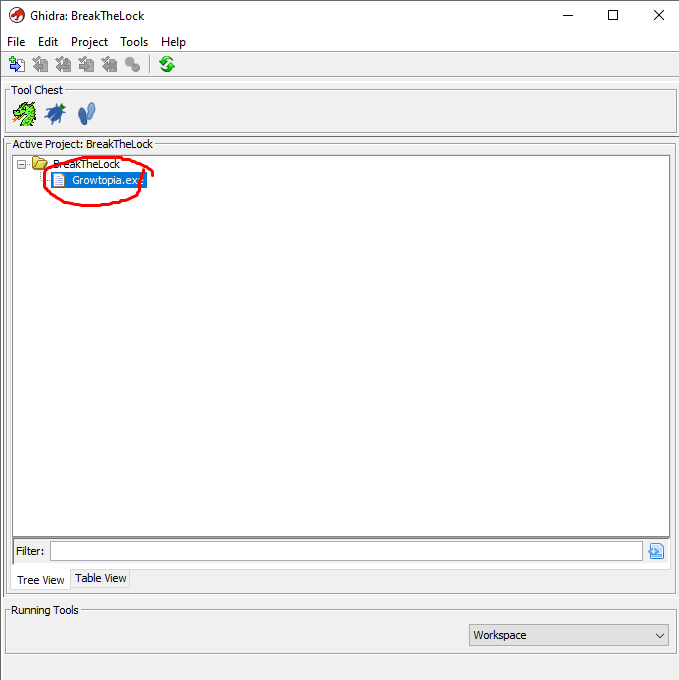 Ghidra: BreakTheLock
File Edit Project Tools Help
Tool Chest
Active Project: BreakTheLock
BreakTheLock
Growtopia.exe
Filter:
Tree View Table View
Running Tools
Workspace